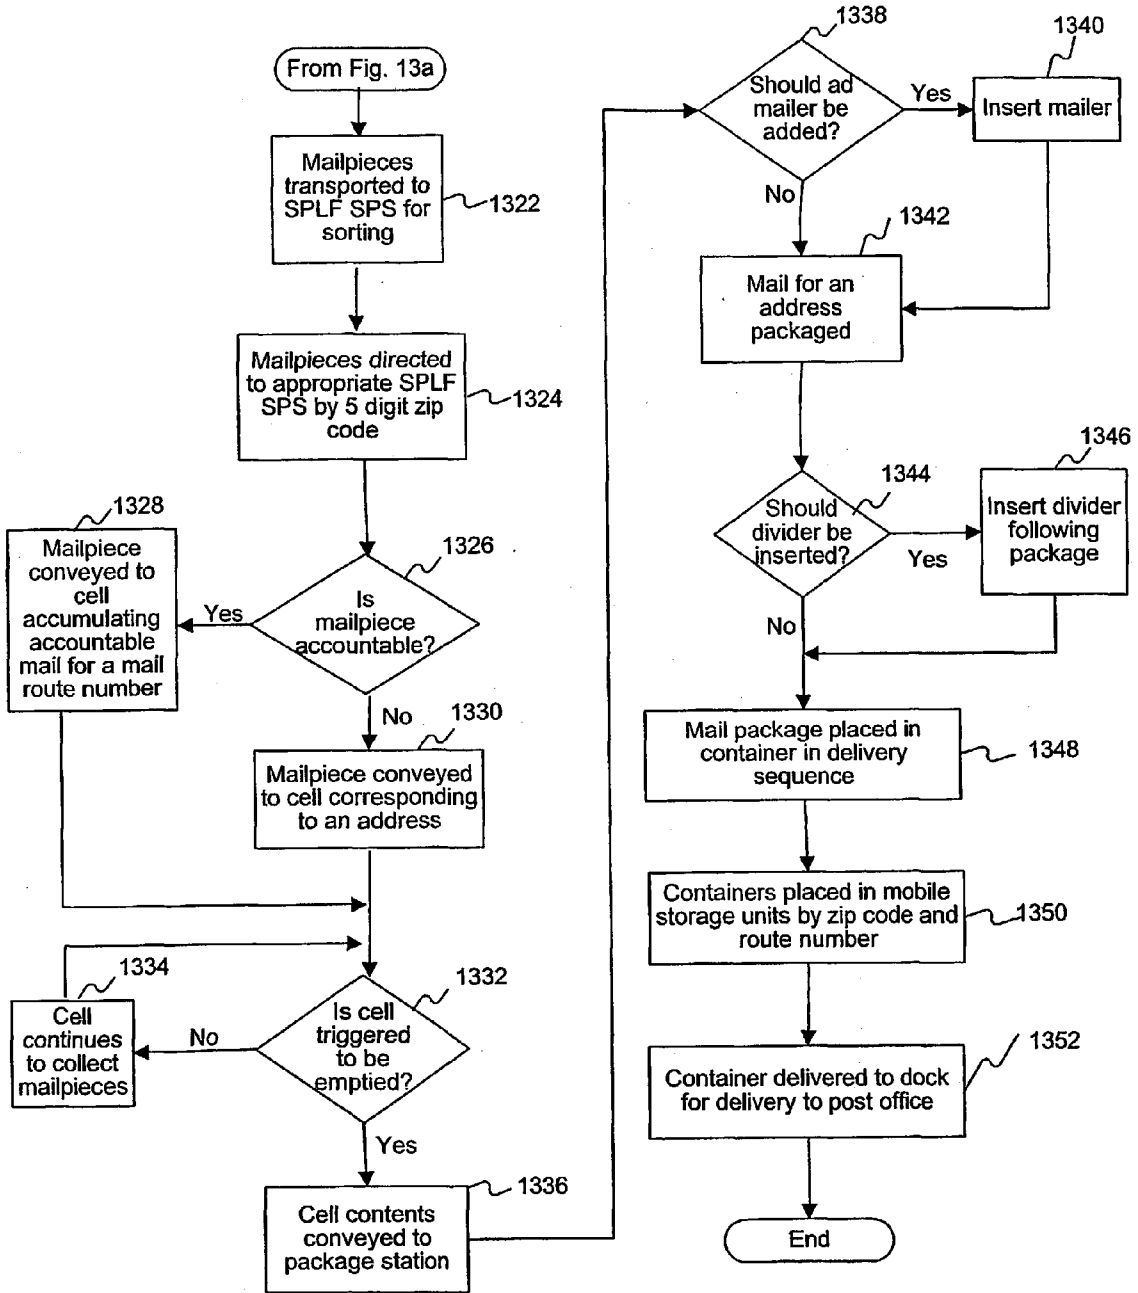 From Fig. 13a
Mailpieces
transported to
SPLF SPS for
sorting
1322
Mailpieces directed
to appropriate SPLF
SPS by 5 digit zip
code
1324
1328
Mailpiece
conveyed to
cell
accumulating
accountable
mail for a mail
route number
Yes
1326
Is
mailpiece
accountable?
No
1330
Mailpiece conveyed
to cell corresponding
to an address
1334
Cell
continues
to collect
mailpieces
No
1332
Is cell
triggered
to be
emptied?
Yes
1336
Cell contents
conveyed to
package station
1338
Should ad
mailer be
added?
Yes
1340
Insert mailer
No
1342
Mail for an
address
packaged
1344
Should
divider be
inserted?
Yes
1346
Insert divider
following
package
No
Mail package placed in
container in delivery
sequence
1348
Containers placed in mobile
storage units by zip code and
route number
1350
1352
Container delivered to dock
for delivery to post office
End